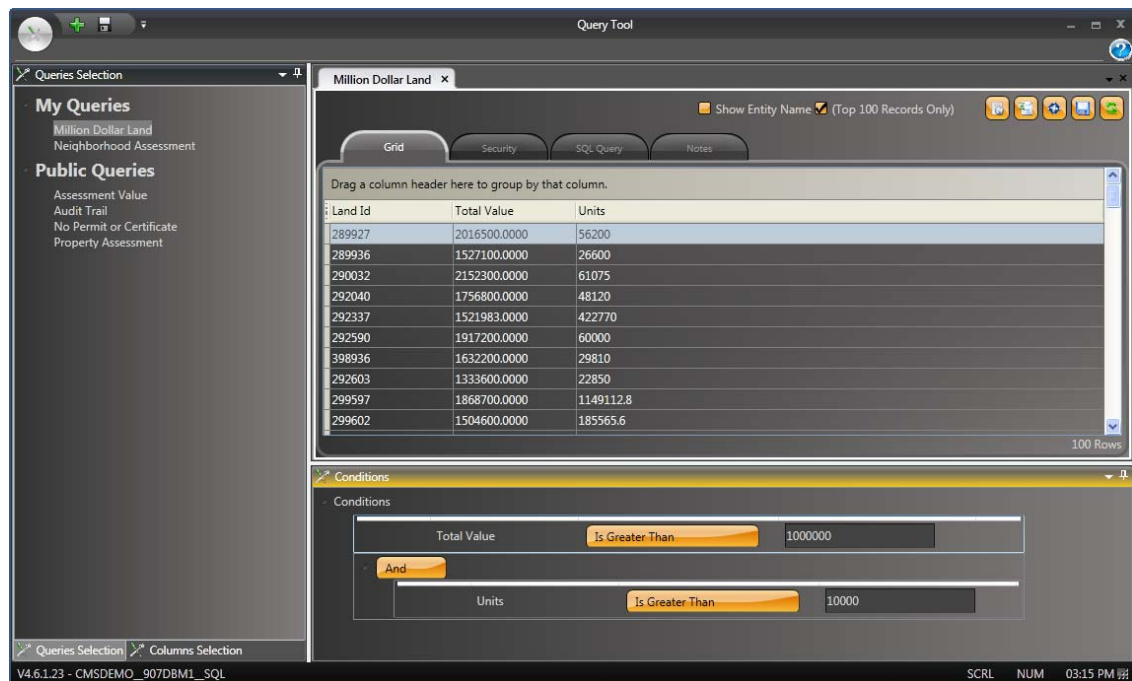 Query Tool
Queries Selection
My Queries
Million Dollar Land
Neighborhood Assessment
Public Queries
Assessment Value
Audit Trail
No Permit or Certificate
Property Assessment
Million Dollar Land
Show Entity Name (Top 100 Records Only)
Grid Security SQL Query Notes
Drag a column header here to group by that column.
Land Id Total Value Units
289927 2016500.0000 56200
289936 1527100.0000 26600
290032 2152300.0000 61075
292040 1756800.0000 48120
292337 1521983.0000 422770
292590 1917200.0000 60000
398936 1632200.0000 29810
292603 1333600.0000 22850
299597 1868700.0000 1149112.8
299602 1504600.0000 185565.6
100 Rows
Conditions
Conditions
Total Value Is Greater Than 1000000
And
Units Is Greater Than 10000
Queries Selection Columns Selection
V4.6.1.23 - CMSDEMO_907DBM1_SQL SCRL NUM 03:15 PM